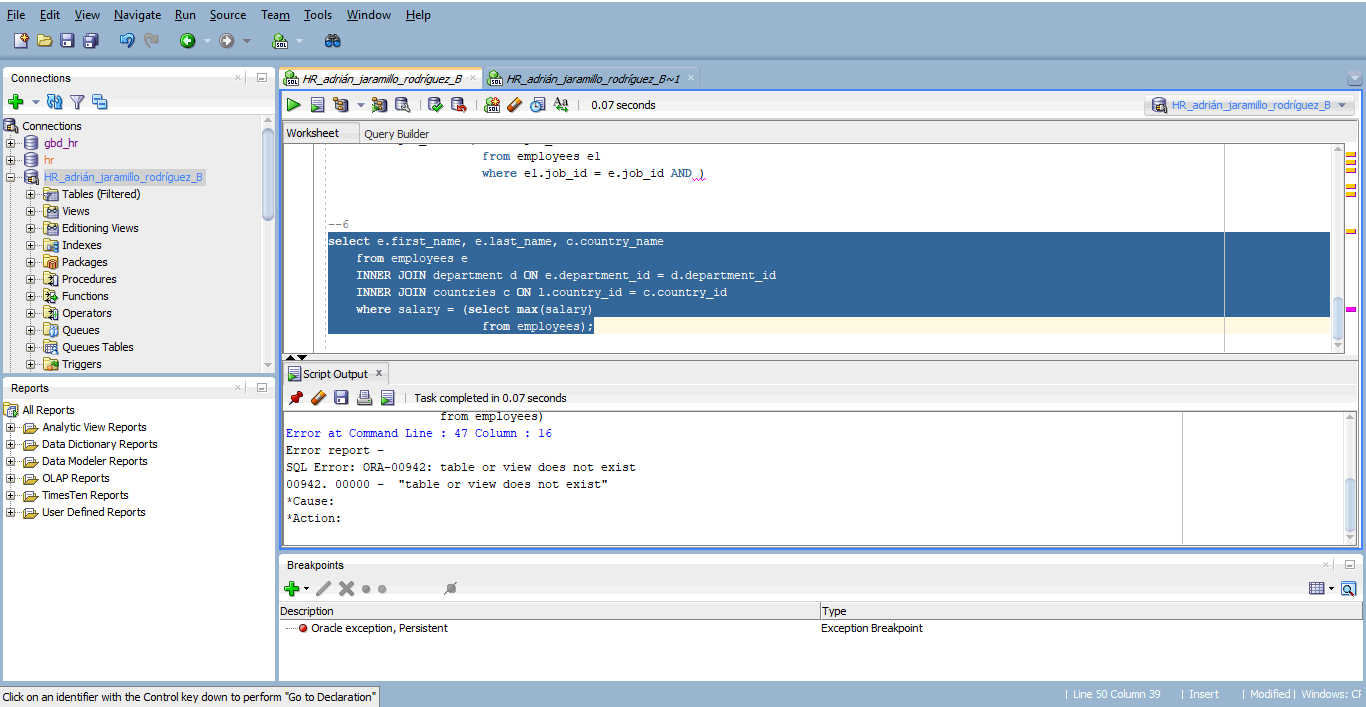 File Edit View Navigate Run Source Team Tools Window Help
Connections
Connections
gbd_hr
hr
HR_adrián_jaramillo_rodríguez_B
Tables (Filtered)
Views
Editioning Views
Indexes
Packages
Procedures
Functions
Operators
Queues
Queues Tables
Triggers
Reports
All Reports
Analytic View Reports
Data Dictionary Reports
Data Modeler Reports
OLAP Reports
TimesTen Reports
User Defined Reports
HR_adrián_jaramillo_rodríguez_B HR_adrián_jaramillo_rodríguez_B~1
0.07 seconds HR_adrián_jaramillo_rodríguez_B
Worksheet Query Builder
from employees e1
where e1.job_id = e.job_id AND )
--6
select e.first_name, e.last_name, c.country_name
from employees e
INNER JOIN department d ON e.department_id = d.department_id
INNER JOIN countries c ON l.country_id = c.country_id
where salary = (select max(salary)
from employees);
Script Output x
Task completed in 0.07 seconds
from employees)
Error at Command Line : 47 Column : 16
Error report -
SQL Error: ORA-00942: table or view does not exist
00942. 00000 - "table or view does not exist"
*Cause:
*Action:
Breakpoints
Description Type
Oracle exception, Persistent Exception Breakpoint
Click on an identifier with the Control key down to perform "Go to Declaration" | Line 50 Column 39 | Insert | Modified | Windows: CF